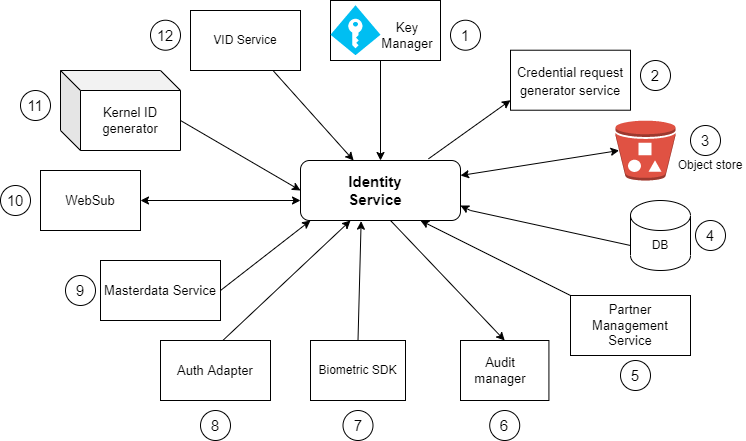 12
VID Service
Key
Manager
1
Credential request
generator service
2
11
Kernel ID
generator
3
Object store
Identity
Service
10
WebSub
DB
4
9
Masterdata Service
Partner
Management
Service
5
Auth Adapter
8
Biometric SDK
7
Audit
manager
6